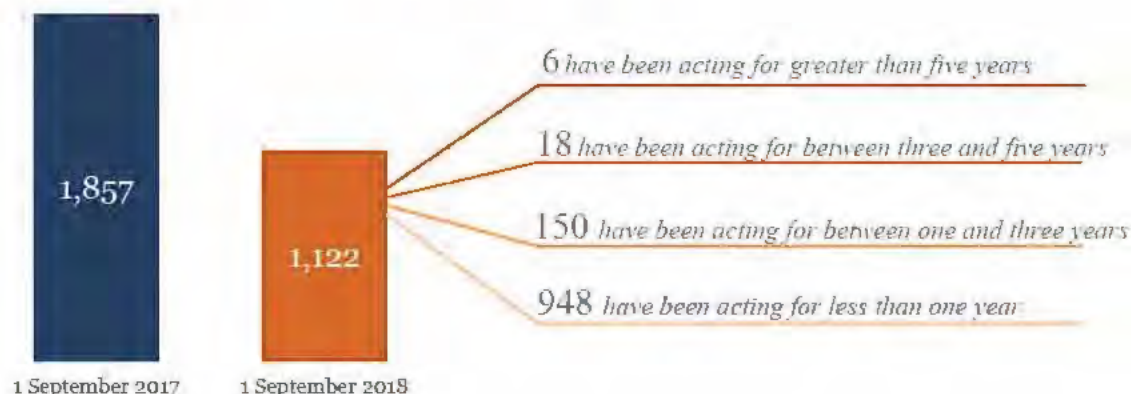 6 have been acting for greater than five years
18 have been acting for between three and five years
1,857
150 have been acting for between one and three years
1,122
948 have been acting for less than one year
1 September 2017
1 September 2018